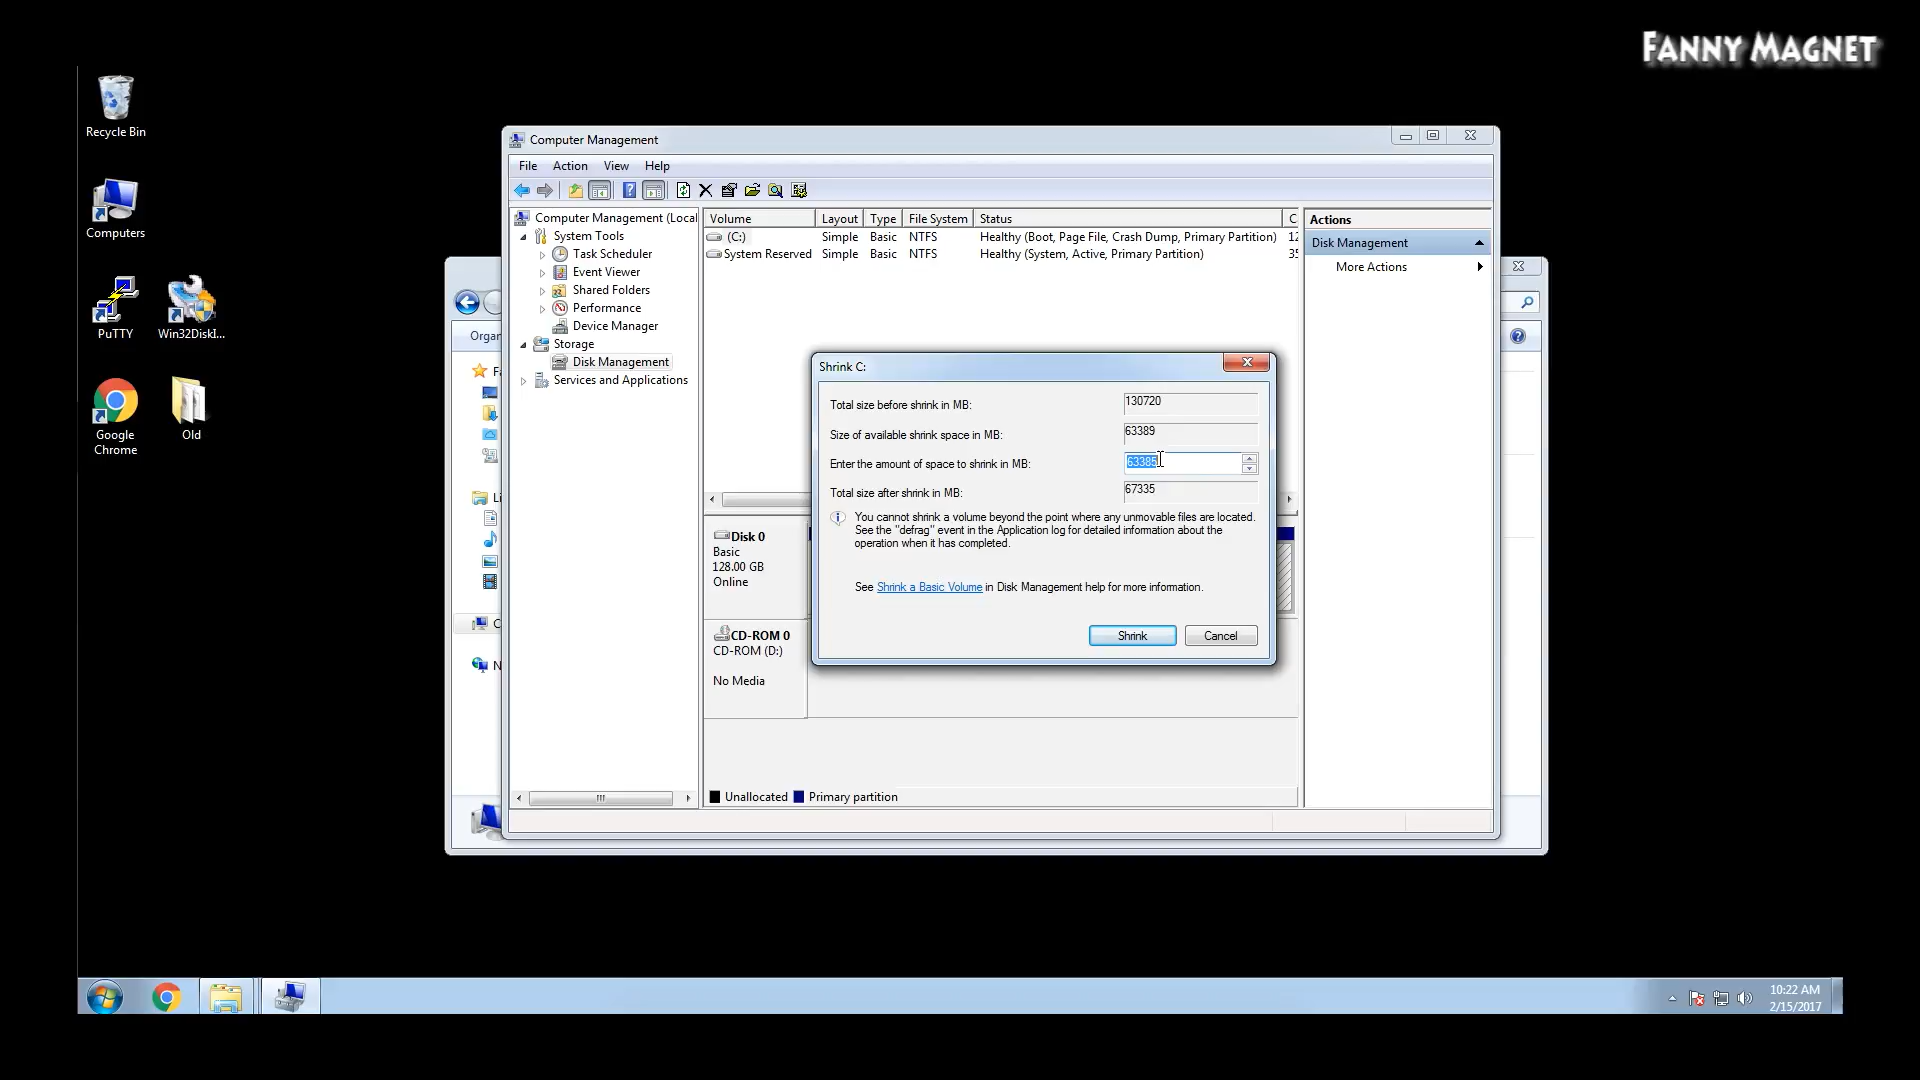 FANNY MAGNET
Recycle Bin
Computers
PuTTY
Win32DiskI...
Google
Chrome
Old
Computer Management
File Action View Help
Computer Management (Local
System Tools
Task Scheduler
Event Viewer
Shared Folders
Performance
Device Manager
Storage
Disk Management
Services and Applications
Volume Layout Type File System Status C
(C:) Simple Basic NTFS Healthy (Boot, Page File, Crash Dump, Primary Partition) 12
System Reserved Simple Basic NTFS Healthy (System, Active, Primary Partition) 35
Actions
Disk Management
More Actions
Organ
Fa
Li
C
N
Shrink C:
Total size before shrink in MB: 130720
Size of available shrink space in MB: 63389
Enter the amount of space to shrink in MB: 63385
Total size after shrink in MB: 67335
You cannot shrink a volume beyond the point where any unmovable files are located.
See the "defrag" event in the Application log for detailed information about the
operation when it has completed.
See Shrink a Basic Volume in Disk Management help for more information.
Shrink Cancel
Disk 0
Basic
128.00 GB
Online
CD-ROM 0
CD-ROM (D:)
No Media
Unallocated Primary partition
10:22 AM
2/15/2017